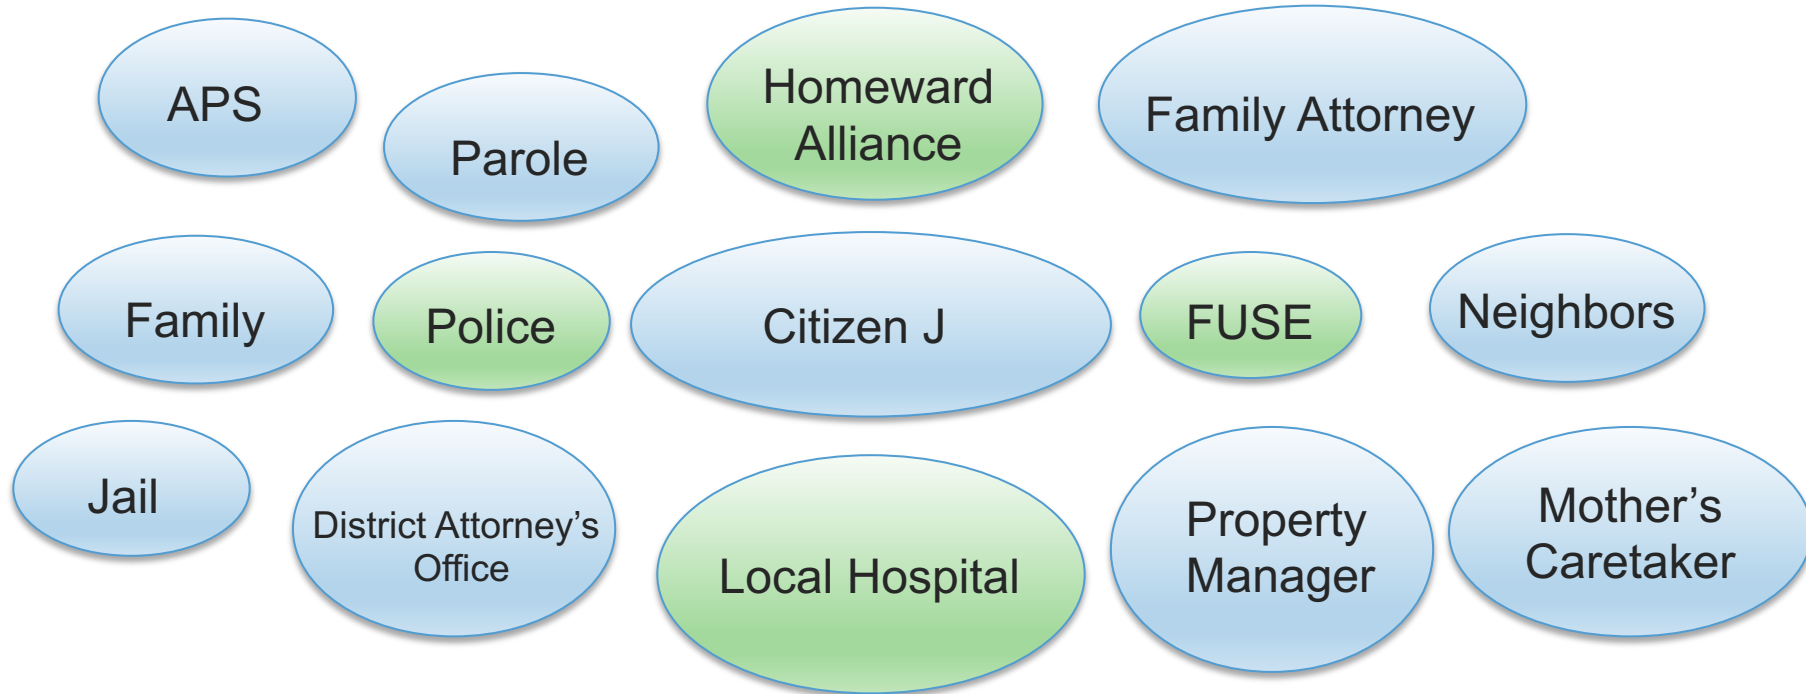 APS
Parole
Homeward
Alliance
Family Attorney
Family
Police
Citizen J
FUSE
Neighbors
Jail
District Attorney’s
Office
Local Hospital
Property
Manager
Mother’s
Caretaker